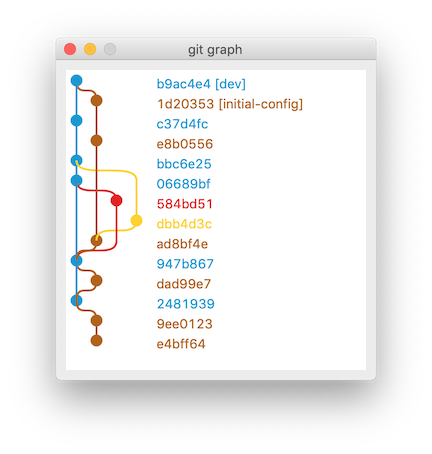 git graph
b9ac4e4 [dev]
1d20353 [initial-config]
c37d4fc
e8b0556
bbc6e25
06689bf
584bd51
dbb4d3c
ad8bf4e
947b867
dad99e7
2481939
9ee0123
e4bff64